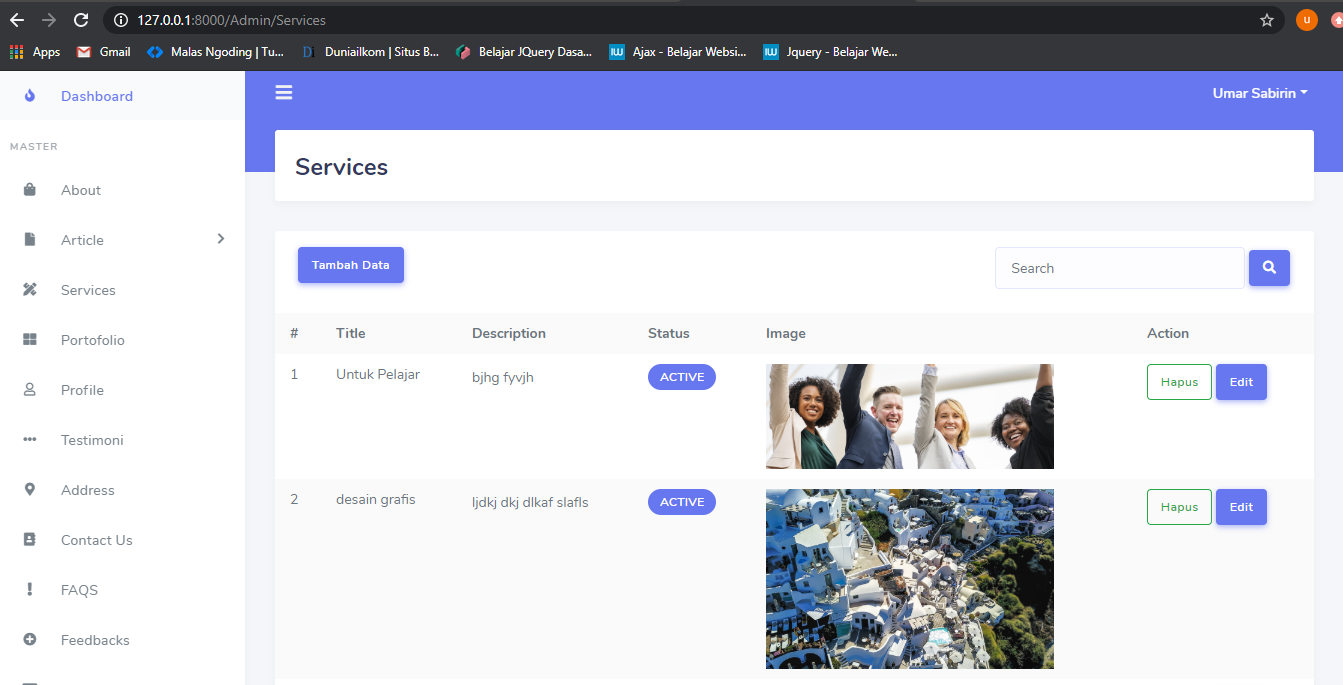 127.0.0.1:8000/Admin/Services
u
Apps
Gmail
Malas Ngoding | Tu...
Duniailkom | Situs B...
Belajar JQuery Dasa...
Ajax - Belajar Websi...
Jquery - Belajar We...
Dashboard
Umar Sabirin
MASTER
About
Article
Services
Portofolio
Profile
Testimoni
Address
Contact Us
FAQS
Feedbacks
Services
Tambah Data
Search
# Title Description Status Image Action
1 Untuk Pelajar bjhg fyvjh ACTIVE Hapus Edit
2 desain grafis ljdkj dkj dlkaf slafls ACTIVE Hapus Edit